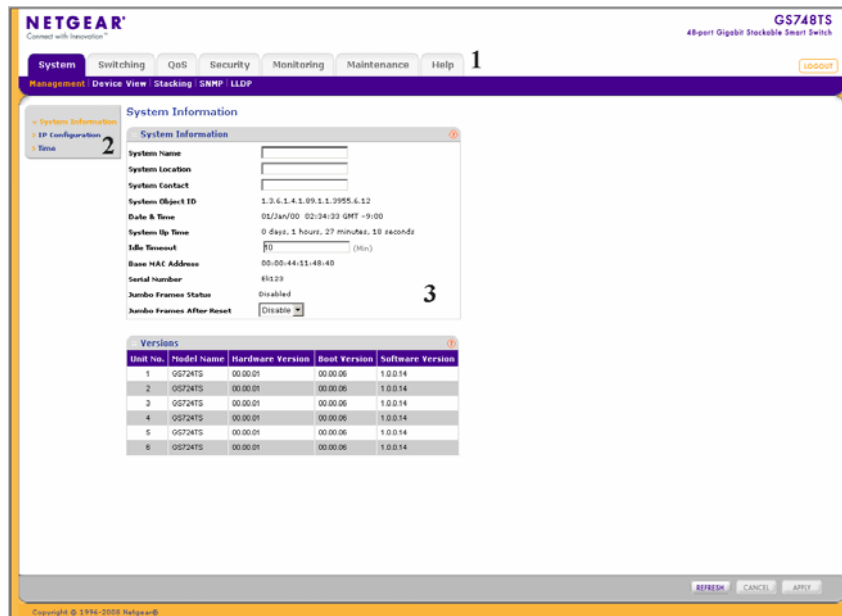 NETGEAR®
Connect with Innovation™
GS748TS
48-port Gigabit Stackable Smart Switch
System Switching QoS Security Monitoring Maintenance Help 1
LOGOUT
Management Device View Stacking SNMP LLDP
System Information
IP Configuration
Time
2
System Information
System Information
System Name
System Location
System Contact
System Object ID 1.3.6.1.4.1.89.1.1.3955.6.12
Date & Time 01/Jan/00 02:34:33 GMT -9:00
System Up Time 0 days, 1 hours, 27 minutes, 10 seconds
Idle Timeout 10 (Min)
Base MAC Address 00:00:44:11:48:40
Serial Number
Jumbo Frames Status Disabled
3
Jumbo Frames After Reset Disable
Versions
Unit No. Model Name Hardware Version Boot Version Software Version
1 GS724TS 00.00.01 00.00.06 1.0.0.14
2 GS724TS 00.00.01 00.00.06 1.0.0.14
3 GS724TS 00.00.01 00.00.06 1.0.0.14
4 GS724TS 00.00.01 00.00.06 1.0.0.14
5 GS724TS 00.00.01 00.00.06 1.0.0.14
6 GS724TS 00.00.01 00.00.06 1.0.0.14
REFRESH CANCEL APPLY
Copyright © 1996-2008 Netgear®